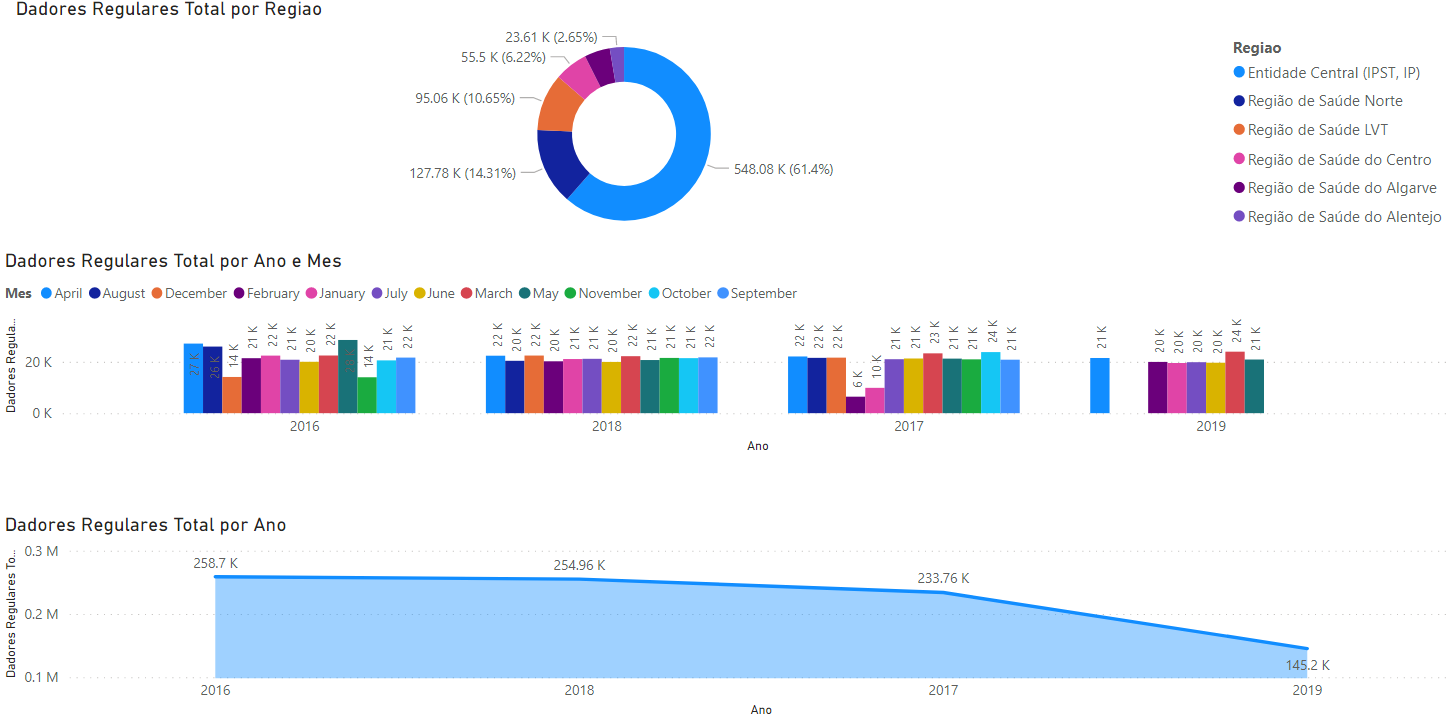 Dadores Regulares Total por Regiao
23.61 K (2.65%)
55.5 K (6.22%)
95.06 K (10.65%)
127.78 K (14.31%)
548.08 K (61.4%)
Regiao
Entidade Central (IPST, IP)
Região de Saúde Norte
Região de Saúde LVT
Região de Saúde do Centro
Região de Saúde do Algarve
Região de Saúde do Alentejo
Dadores Regulares Total por Ano e Mes
Mes April August December February January July June March May November October September
Dadores Regula...
20 K
0 K
27 K 26 K 14 K 21 K 22 K 21 K 20 K 22 K 14 K 21 K 22 K
22 K 20 K 22 K 20 K 21 K 21 K 20 K 22 K 21 K 21 K 21 K 22 K
22 K 22 K 22 K 6 K 10 K 21 K 21 K 23 K 21 K 21 K 24 K 21 K
21 K 20 K 20 K 20 K 20 K 24 K 21 K
2016 2018 2017 2019
Ano
Dadores Regulares Total por Ano
Dadores Regulares To...
0.3 M
0.2 M
0.1 M
258.7 K
254.96 K
233.76 K
145.2 K
2016 2018 2017 2019
Ano